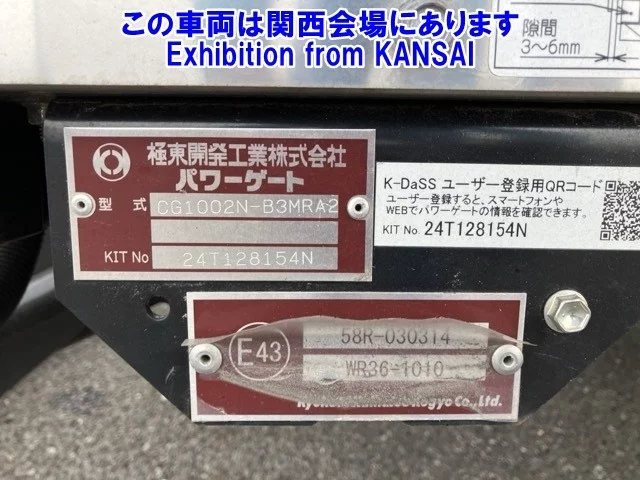 この車両は関西会場にあります
Exhibition from KANSAI
隙間
3～6mm
極東開発工業株式会社
パワーゲート
型式 CG1002N-B3MRA2
KIT No 24T128154N
K-DaSS ユーザー登録用QRコード
ユーザー登録すると、スマートフォンや
WEBでパワーゲートの情報を確認できます。
KIT No. 24T128154N
E43
58R-030314
WR36-1010
Kogyo Co., Ltd.